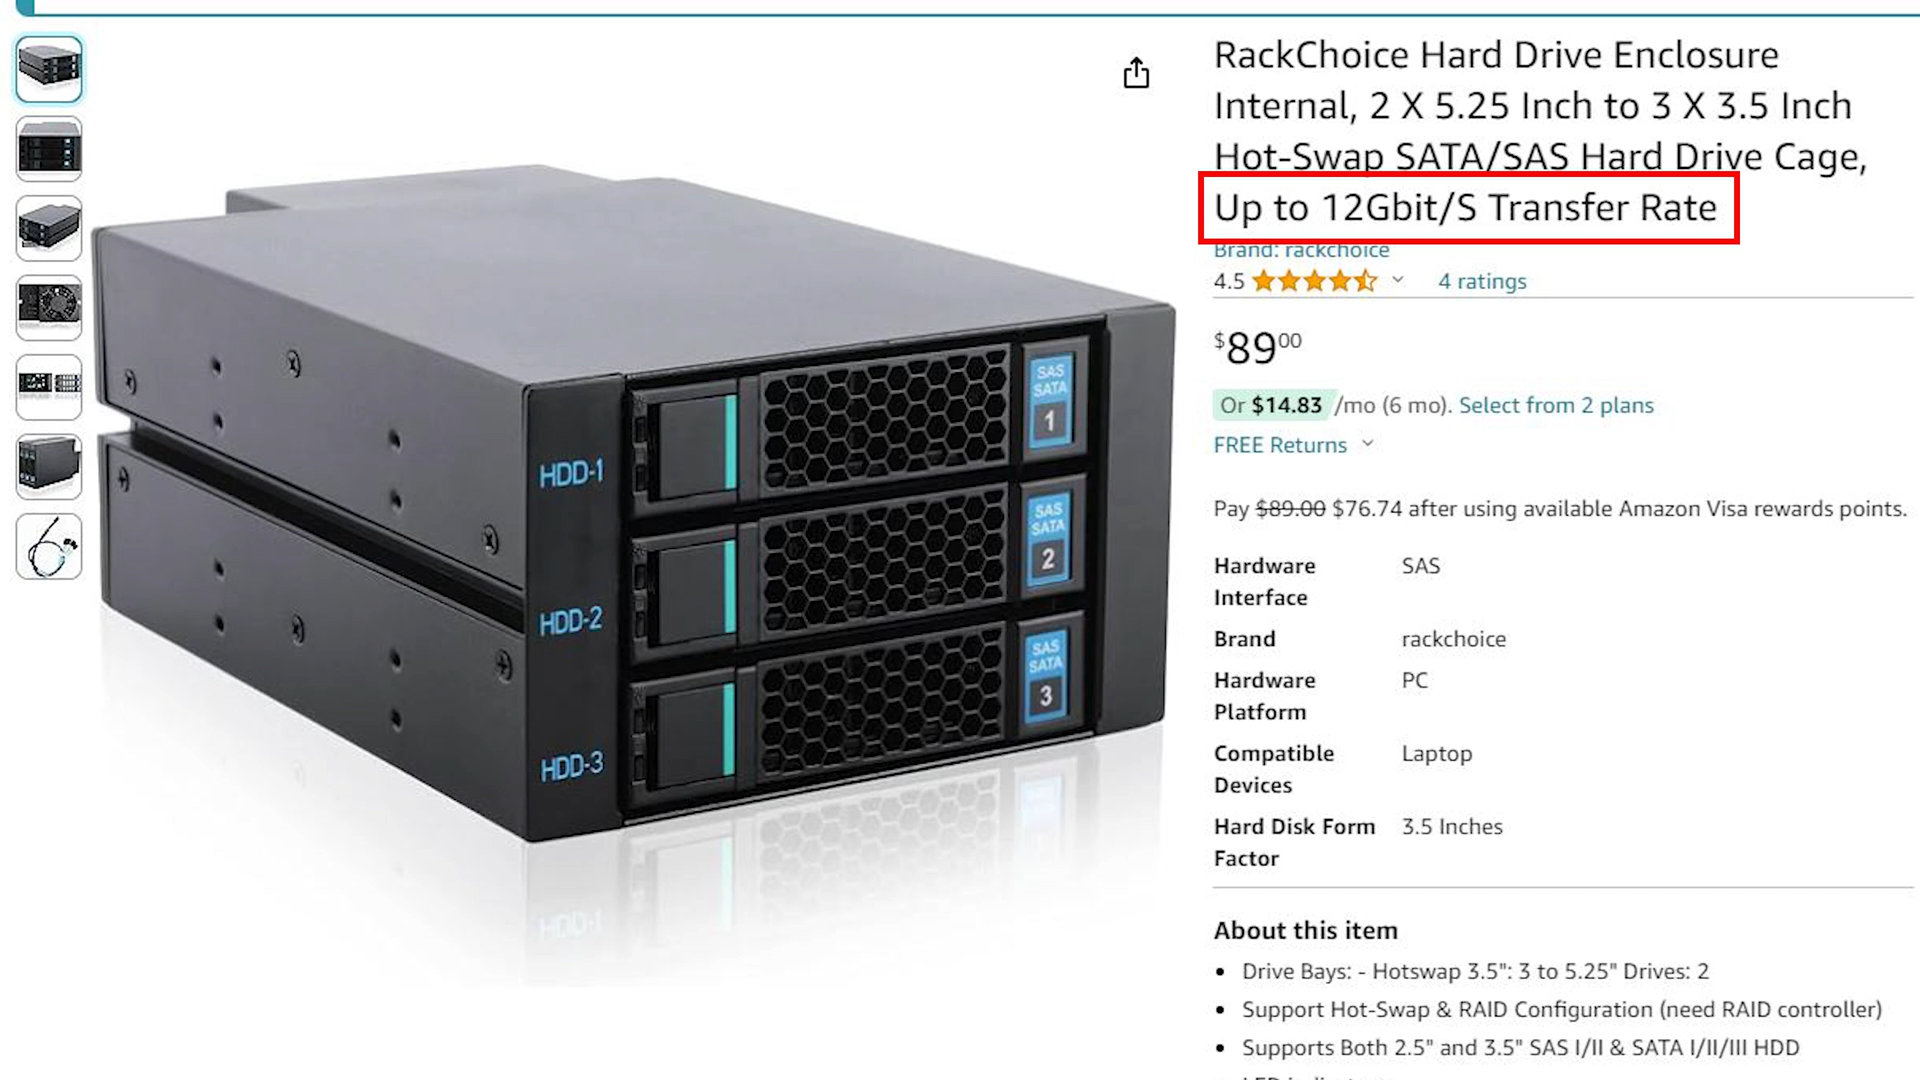 RackChoice Hard Drive Enclosure
Internal, 2 X 5.25 Inch to 3 X 3.5 Inch
Hot-Swap SATA/SAS Hard Drive Cage,
Up to 12Gbit/S Transfer Rate
Brand: rackchoice
4.5
4 ratings
$89.00
Or $14.83 /mo (6 mo). Select from 2 plans
FREE Returns
Pay $89.00 $76.74 after using available Amazon Visa rewards points.
Hardware Interface SAS
Brand rackchoice
Hardware Platform PC
Compatible Devices Laptop
Hard Disk Form Factor 3.5 Inches
About this item
• Drive Bays: - Hotswap 3.5": 3 to 5.25" Drives: 2
• Support Hot-Swap & RAID Configuration (need RAID controller)
• Supports Both 2.5" and 3.5" SAS I/II & SATA I/II/III HDD
HDD-1
SAS
SATA
1
HDD-2
SAS
SATA
2
HDD-3
SAS
SATA
3